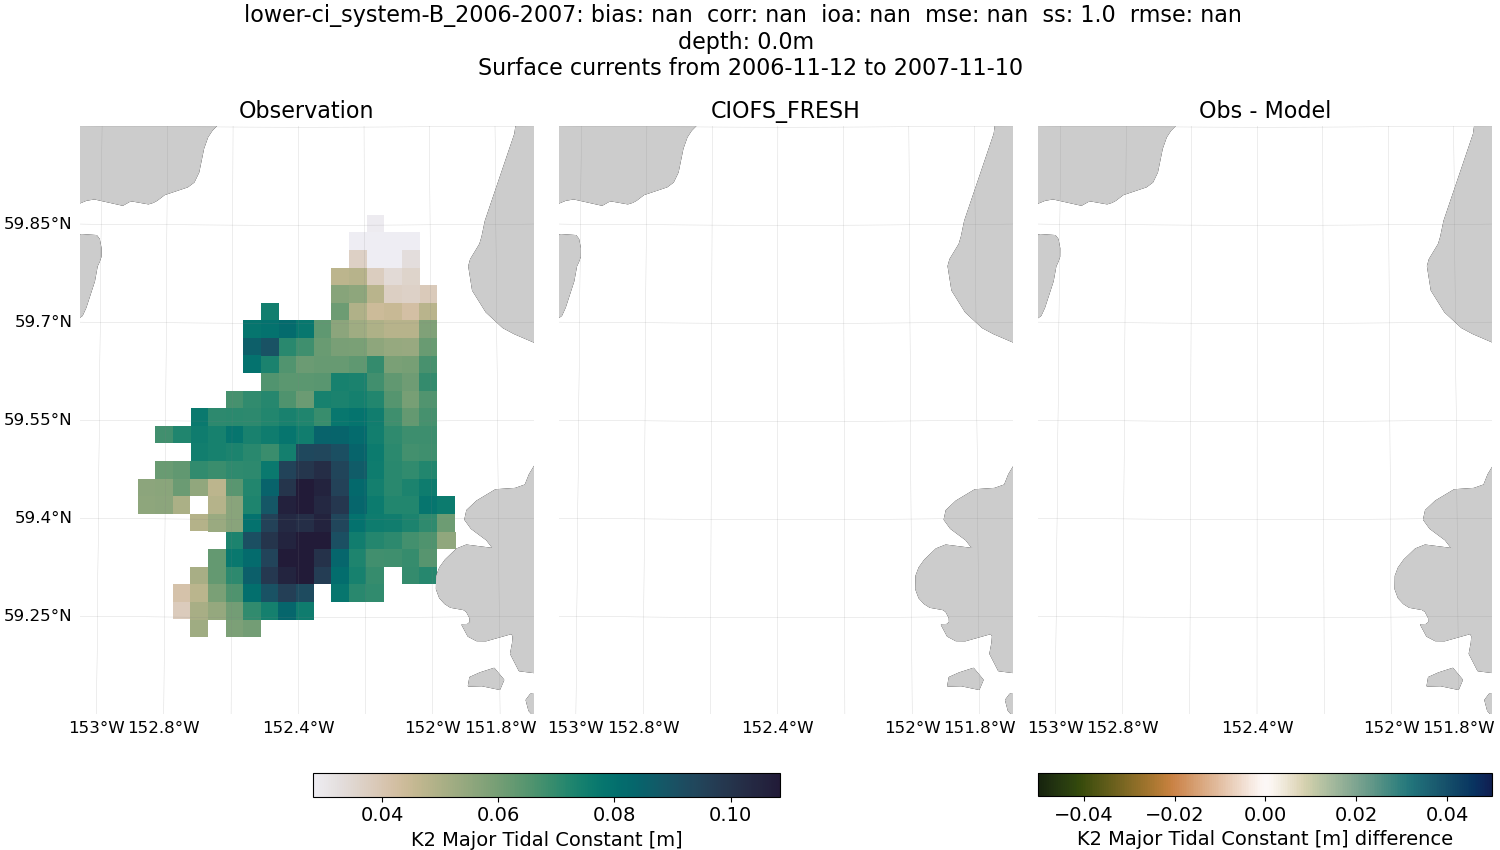 lower-ci_system-B_2006-2007: bias: nan  corr: nan  ioa: nan  mse: nan  ss: 1.0  rmse: nan
depth: 0.0m
Surface currents from 2006-11-12 to 2007-11-10
Observation
CIOFS_FRESH
Obs - Model
59.85°N
59.7°N
59.55°N
59.4°N
59.25°N
153°W 152.8°W 152.4°W 152°W 151.8°W
153°W 152.8°W 152.4°W 152°W 151.8°W
153°W 152.8°W 152.4°W 152°W 151.8°W
0.04 0.06 0.08 0.10
K2 Major Tidal Constant [m]
−0.04 −0.02 0.00 0.02 0.04
K2 Major Tidal Constant [m] difference